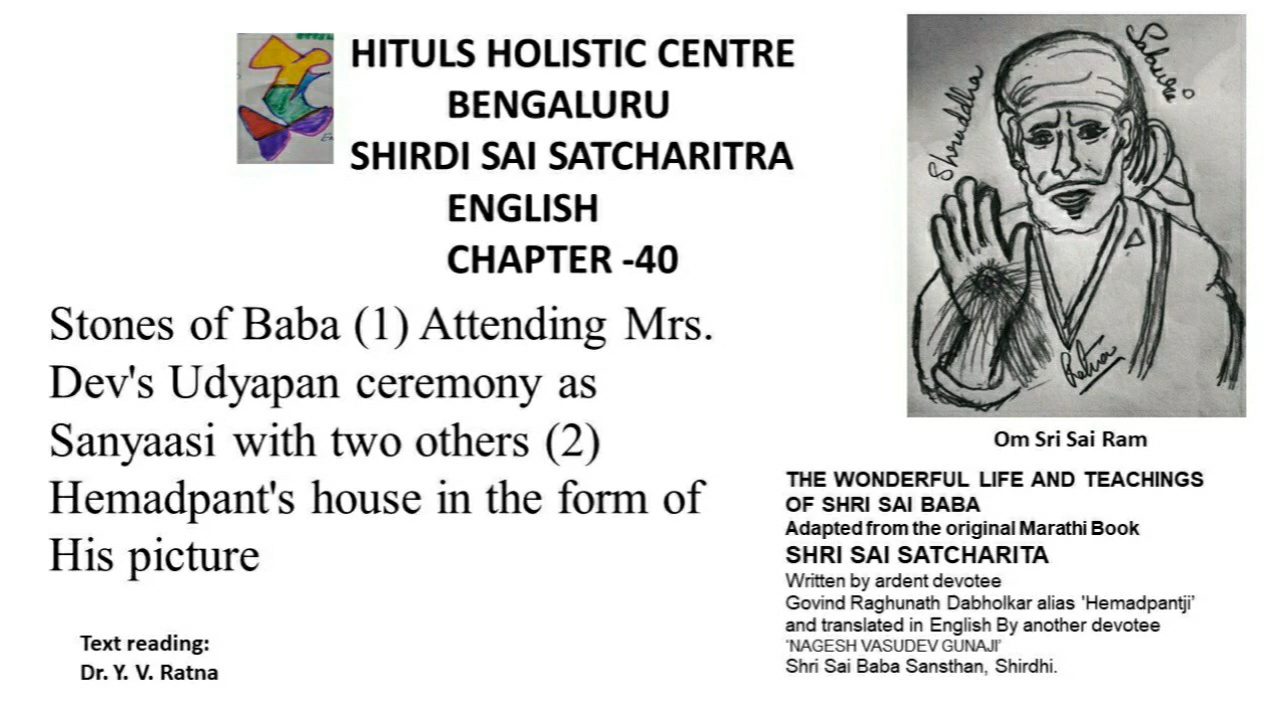 HITULS HOLISTIC CENTRE
BENGALURU
SHIRDI SAI SATCHARITRA
ENGLISH
CHAPTER -40
Stones of Baba (1) Attending Mrs.
Dev's Udyapan ceremony as
Sanyaasi with two others (2)
Hemadpant's house in the form of
His picture
Text reading:
Dr. Y. V. Ratna
Shraddha
Saburi
Ratna
Om Sri Sai Ram
THE WONDERFUL LIFE AND TEACHINGS
OF SHRI SAI BABA
Adapted from the original Marathi Book
SHRI SAI SATCHARITA
Written by ardent devotee
Govind Raghunath Dabholkar alias 'Hemadpantji'
and translated in English By another devotee
'NAGESH VASUDEV GUNAJI'
Shri Sai Baba Sansthan, Shirdhi.